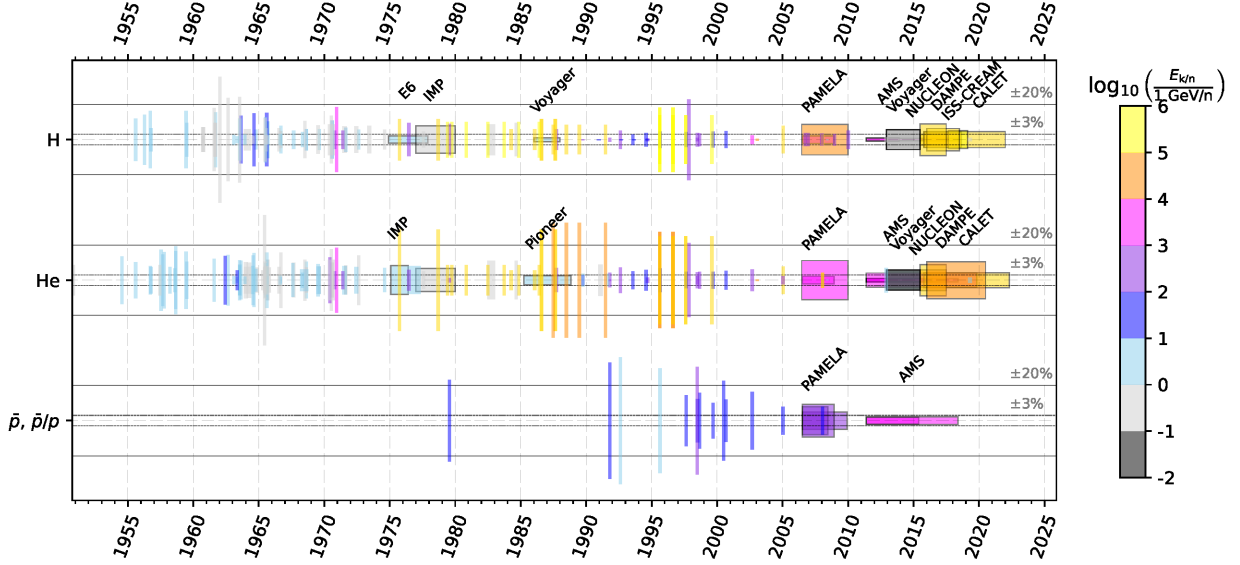 1955 1960 1965 1970 1975 1980 1985 1990 1995 2000 2005 2010 2015 2020 2025
H
E6 IMP Voyager PAMELA AMS Voyager NUCLEON DAMPE ISS-CREAM CALET
±20%
±3%
He
IMP Pioneer PAMELA AMS Voyager NUCLEON DAMPE CALET
±20%
±3%
p̄, p̄/p
PAMELA AMS
±20%
±3%
1955 1960 1965 1970 1975 1980 1985 1990 1995 2000 2005 2010 2015 2020 2025
log₁₀(E_k/n / 1 GeV/n)
6
5
4
3
2
1
0
-1
-2